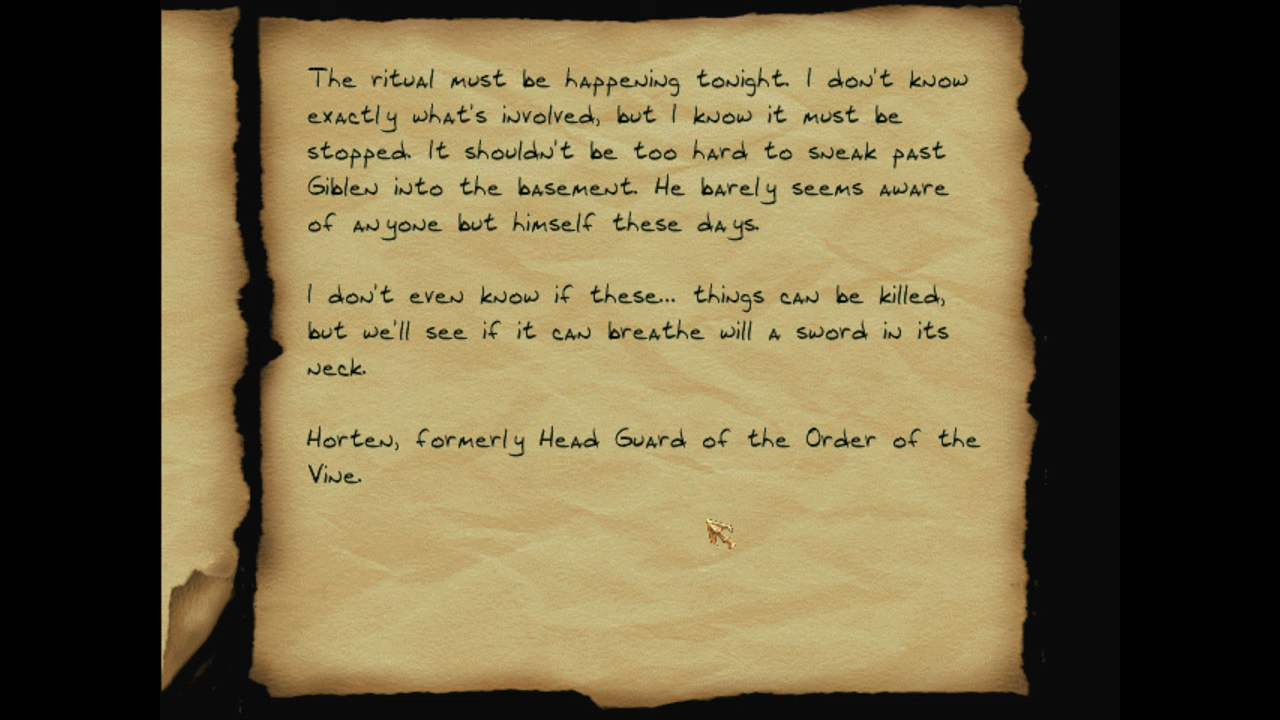 The ritual must be happening tonight. I don't know
exactly what's involved, but I know it must be
stopped. It shouldn't be too hard to sneak past
Giblen into the basement. He barely seems aware
of anyone but himself these days.
I don't even know if these... things can be killed,
but we'll see if it can breathe will a sword in its
neck.
Horten, formerly Head Guard of the Order of the
Vine.